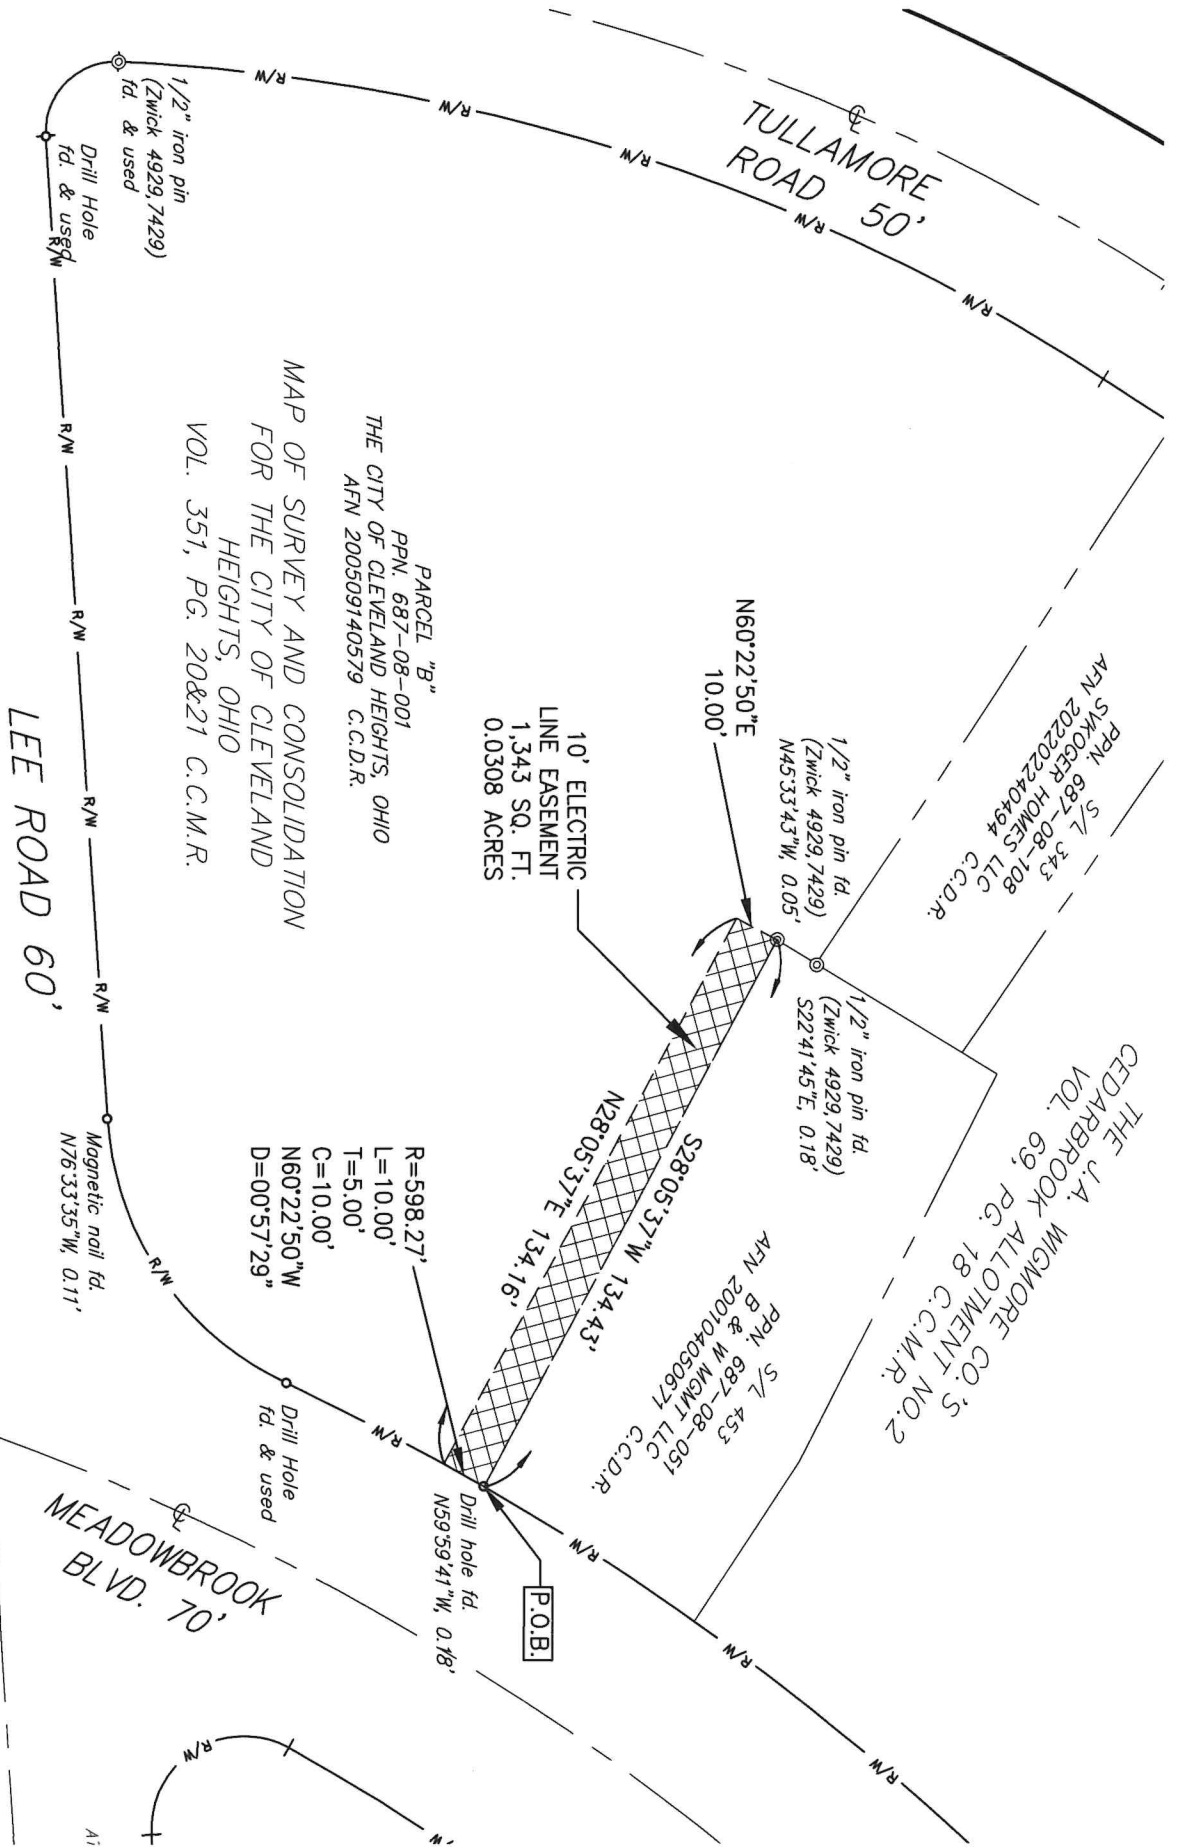 TULLAMORE
ROAD 50'
R/W
R/W
R/W
R/W
R/W
1/2" iron pin
(Zwick 4929,7429)
fd. & used
Drill Hole
fd. & used
R/W
R/W
R/W
R/W
R/W
MAP OF SURVEY AND CONSOLIDATION
FOR THE CITY OF CLEVELAND
HEIGHTS, OHIO
VOL. 351, PG. 20&21 C.C.M.R.
PARCEL "B"
PPN. 687-08-001
THE CITY OF CLEVELAND HEIGHTS, OHIO
AFN 200509140579 C.C.D.R.
LEE ROAD 60'
S/L 343
PPN. 687-08-108
SVKOGER HOMES LLC
AFN 202202240494
C.C.D.R.
N60°22'50"E
10.00'
1/2" iron pin fd.
(Zwick 4929,7429)
N45°33'43"W, 0.05'
1/2" iron pin fd.
(Zwick 4929,7429)
S22°41'45"E, 0.18'
10' ELECTRIC
LINE EASEMENT
1,343 SQ. FT.
0.0308 ACRES
THE J.A. WIGMORE CO.'S
CEDARBROOK ALLOTMENT NO.2
VOL. 69, PG. 18 C.C.M.R.
S28°05'37"W 134.43'
N28°05'37"E 134.16'
S/L 453
PPN. 687-08-051
B & W MGMT LLC
AFN 200104050671
C.C.D.R.
R=598.27'
L=10.00'
T=5.00'
C=10.00'
N60°22'50"W
D=00°57'29"
Magnetic nail fd.
N76°33'35"W, 0.11'
R/W
Drill Hole
fd. & used
R/W
Drill hole fd.
N59°59'41"W, 0.18'
P.O.B.
R/W
R/W
R/W
MEADOWBROOK
BLVD. 70'
R/W